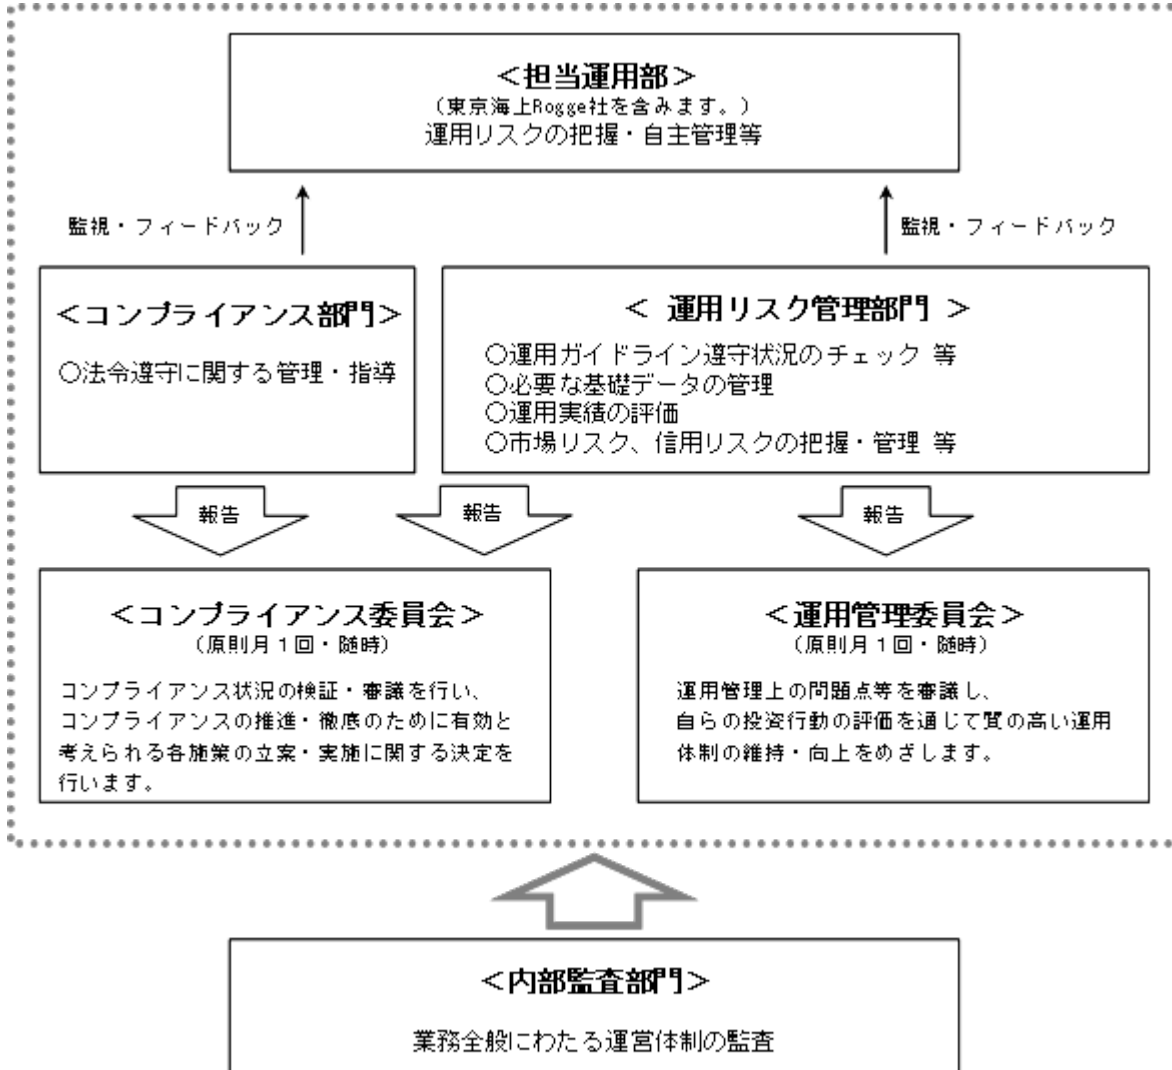 ＜担当運用部＞
（東京海上Rogge社を含みます。）
運用リスクの把握・自主管理等
監視・フィードバック
監視・フィードバック
＜コンプライアンス部門＞
○法令遵守に関する管理・指導
＜ 運用リスク管理部門 ＞
○運用ガイドライン遵守状況のチェック 等
○必要な基礎データの管理
○運用実績の評価
○市場リスク、信用リスクの把握・管理 等
報告
報告
報告
＜コンプライアンス委員会＞
（原則月１回・随時）
コンプライアンス状況の検証・審議を行い、
コンプライアンスの推進・徹底のために有効と
考えられる各施策の立案・実施に関する決定を
行います。
＜運用管理委員会＞
（原則月１回・随時）
運用管理上の問題点等を審議し、
自らの投資行動の評価を通じて質の高い運用
体制の維持・向上をめざします。
＜内部監査部門＞
業務全般にわたる運営体制の監査